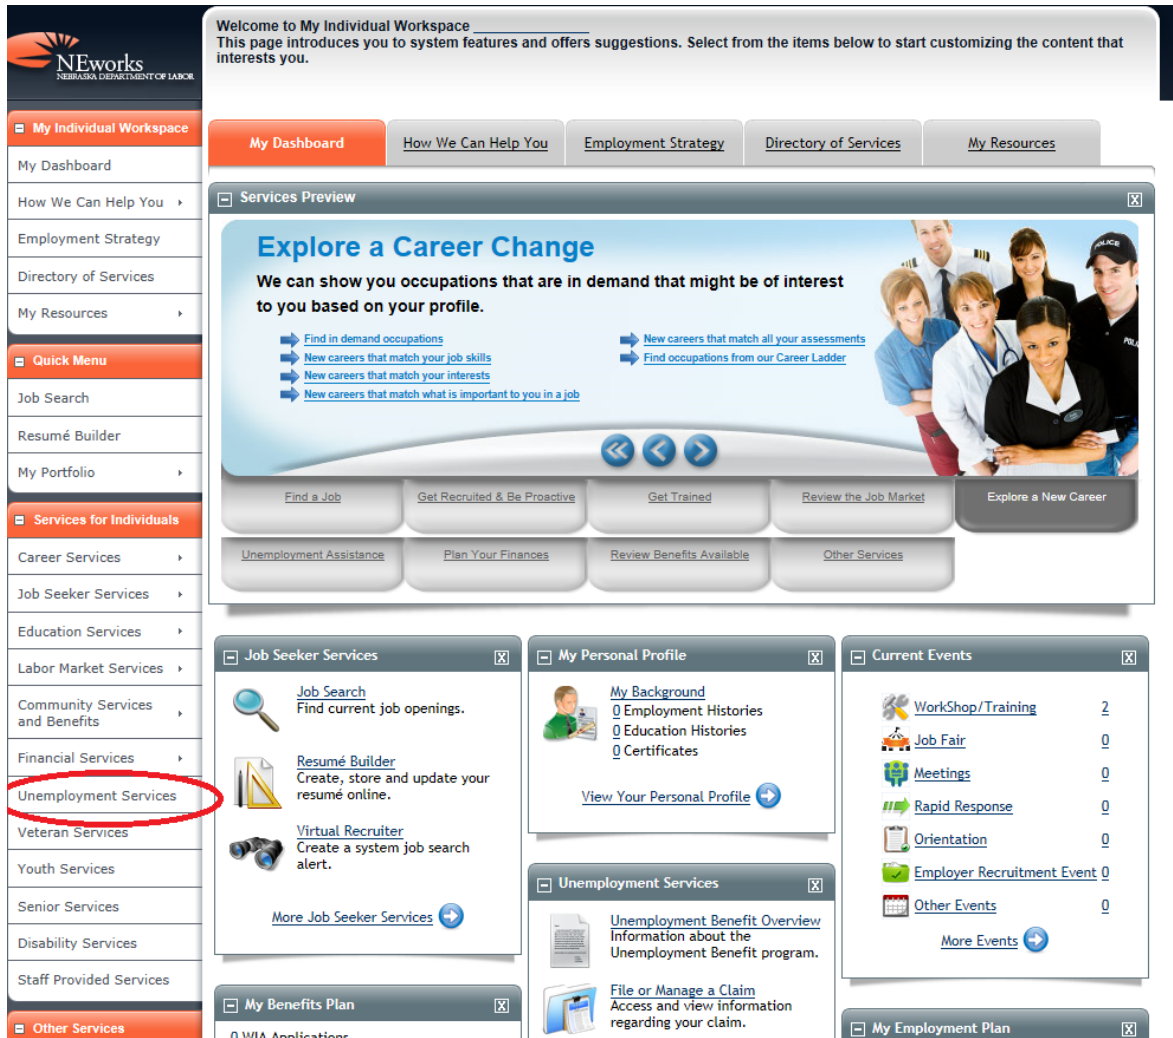 Welcome to My Individual Workspace
This page introduces you to system features and offers suggestions. Select from the items below to start customizing the content that
interests you.
NEworks
NEBRASKA DEPARTMENT OF LABOR
My Individual Workspace
My Dashboard
How We Can Help You
Employment Strategy
Directory of Services
My Resources
Quick Menu
Job Search
Resumé Builder
My Portfolio
Services for Individuals
Career Services
Job Seeker Services
Education Services
Labor Market Services
Community Services
and Benefits
Financial Services
Unemployment Services
Veteran Services
Youth Services
Senior Services
Disability Services
Staff Provided Services
Other Services
My Dashboard
How We Can Help You
Employment Strategy
Directory of Services
My Resources
Services Preview
X
Explore a Career Change
We can show you occupations that are in demand that might be of interest
to you based on your profile.
Find in demand occupations
New careers that match your job skills
New careers that match your interests
New careers that match what is important to you in a job
New careers that match all your assessments
Find occupations from our Career Ladder
POLICE
Find a Job
Get Recruited & Be Proactive
Get Trained
Review the Job Market
Explore a New Career
Unemployment Assistance
Plan Your Finances
Review Benefits Available
Other Services
Job Seeker Services
X
Job Search
Find current job openings.
Resumé Builder
Create, store and update your
resumé online.
Virtual Recruiter
Create a system job search
alert.
More Job Seeker Services
My Benefits Plan
X
0 WIA Applications
My Personal Profile
X
My Background
0 Employment Histories
0 Education Histories
0 Certificates
View Your Personal Profile
Unemployment Services
X
Unemployment Benefit Overview
Information about the
Unemployment Benefit program.
File or Manage a Claim
Access and view information
regarding your claim.
Current Events
X
WorkShop/Training 2
Job Fair 0
Meetings 0
Rapid Response 0
Orientation 0
Employer Recruitment Event 0
Other Events 0
More Events
My Employment Plan
X